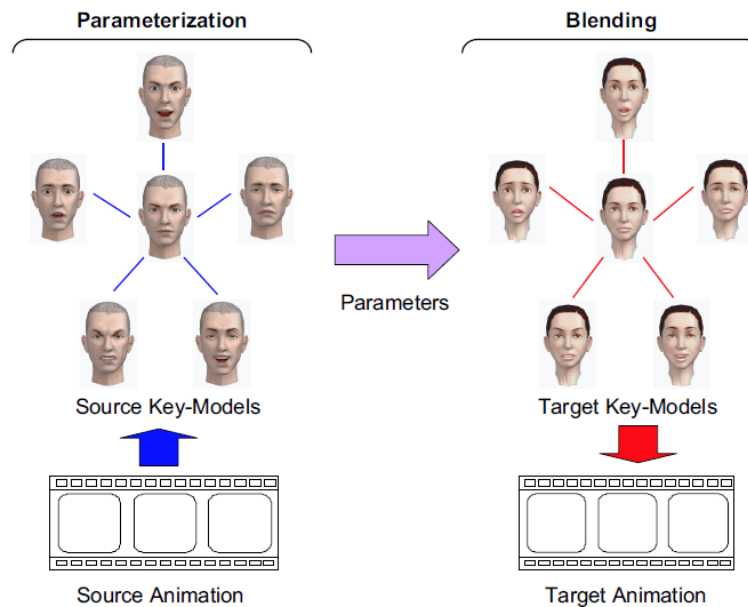 Parameterization
Blending
Parameters
Source Key-Models
Target Key-Models
Source Animation
Target Animation